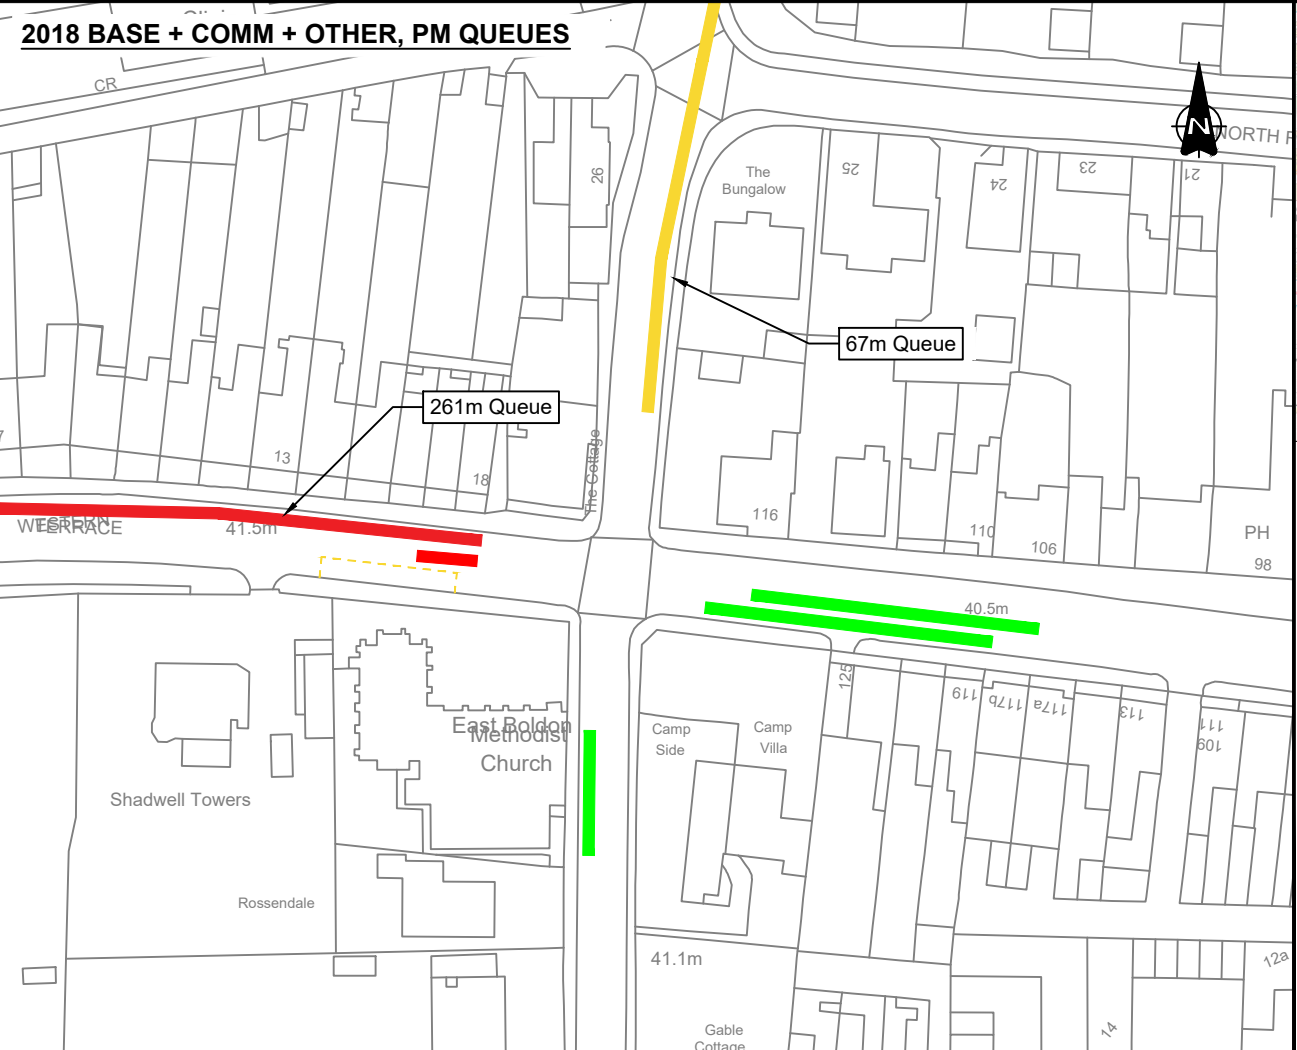 2018 BASE + COMM + OTHER, PM QUEUES
CR
N
NORTH
26
The
Bungalow
25
24
23
21
67m Queue
261m Queue
13
18
The Cottage
116
110
106
PH
98
WESTERN
TERRACE
41.5m
40.5m
125
119
117b
117a
113
111
109
East Boldon
Methodist
Church
Camp
Side
Camp
Villa
Shadwell Towers
Rossendale
41.1m
12a
14
Gable
Cottage